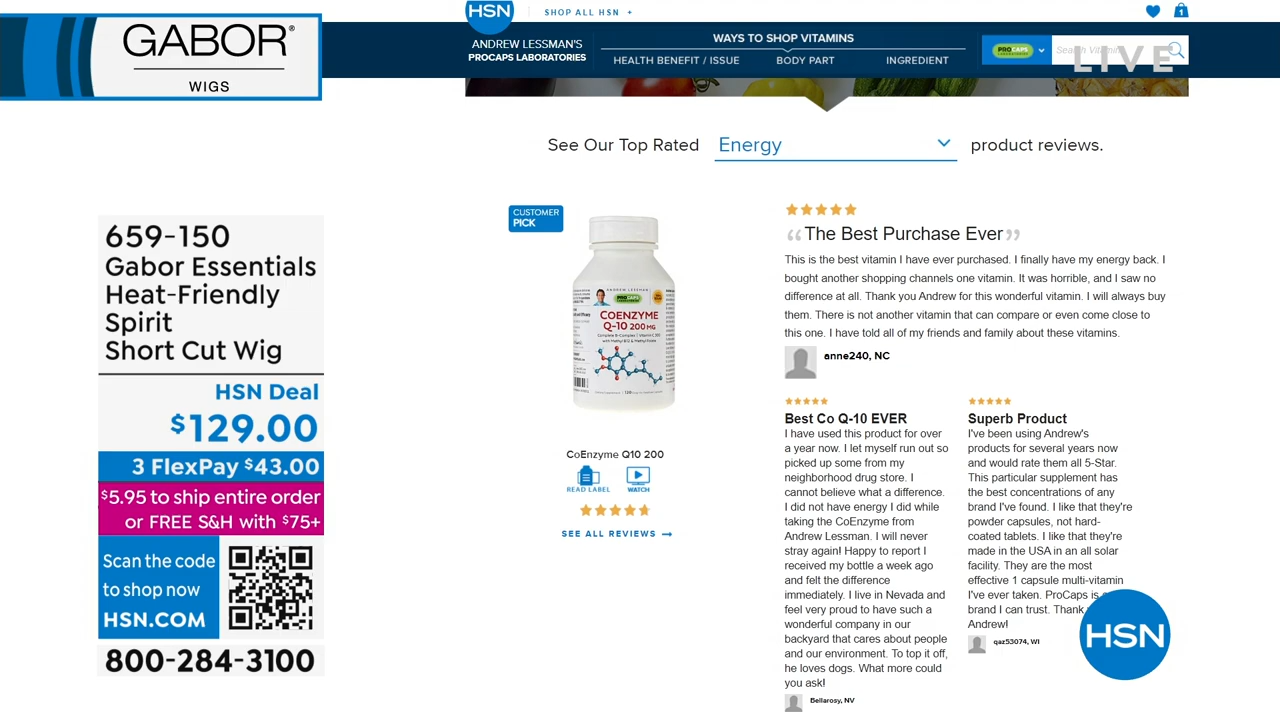 GABOR®
WIGS
659-150
Gabor Essentials
Heat-Friendly
Spirit
Short Cut Wig
HSN Deal
$129.00
3 FlexPay $43.00
$5.95 to ship entire order
or FREE S&H with $75+
Scan the code
to shop now
HSN.COM
800-284-3100
HSN
SHOP ALL HSN +
1
ANDREW LESSMAN'S
PROCAPS LABORATORIES
WAYS TO SHOP VITAMINS
HEALTH BENEFIT / ISSUE
BODY PART
INGREDIENT
PROCAPS
Search Vitamins
LIVE
See Our Top Rated Energy product reviews.
CUSTOMER
PICK
ANDREW LESSMAN
PROCAPS
COENZYME
Q-10 200 MG
CoEnzyme Q10 200
READ LABEL
WATCH
SEE ALL REVIEWS
“The Best Purchase Ever”
This is the best vitamin I have ever purchased. I finally have my energy back. I
bought another shopping channels one vitamin. It was horrible, and I saw no
difference at all. Thank you Andrew for this wonderful vitamin. I will always buy
them. There is not another vitamin that can compare or even come close to
this one. I have told all of my friends and family about these vitamins.
anne240, NC
Best Co Q-10 EVER
I have used this product for over
a year now. I let myself run out so
picked up some from my
neighborhood drug store. I
cannot believe what a difference.
I did not have energy I did while
taking the CoEnzyme from
Andrew Lessman. I will never
stray again! Happy to report I
received my bottle a week ago
and felt the difference
immediately. I live in Nevada and
feel very proud to have such a
wonderful company in our
backyard that cares about people
and our environment. To top it off,
he loves dogs. What more could
you ask!
Bellarosy, NV
Superb Product
I've been using Andrew's
products for several years now
and would rate them all 5-Star.
This particular supplement has
the best concentrations of any
brand I've found. I like that they're
powder capsules, not hard-
coated tablets. I like that they're
made in the USA in an all solar
facility. They are the most
effective 1 capsule multi-vitamin
I've ever taken. ProCaps is
brand I can trust. Thank
Andrew!
qaz53074, WI
HSN